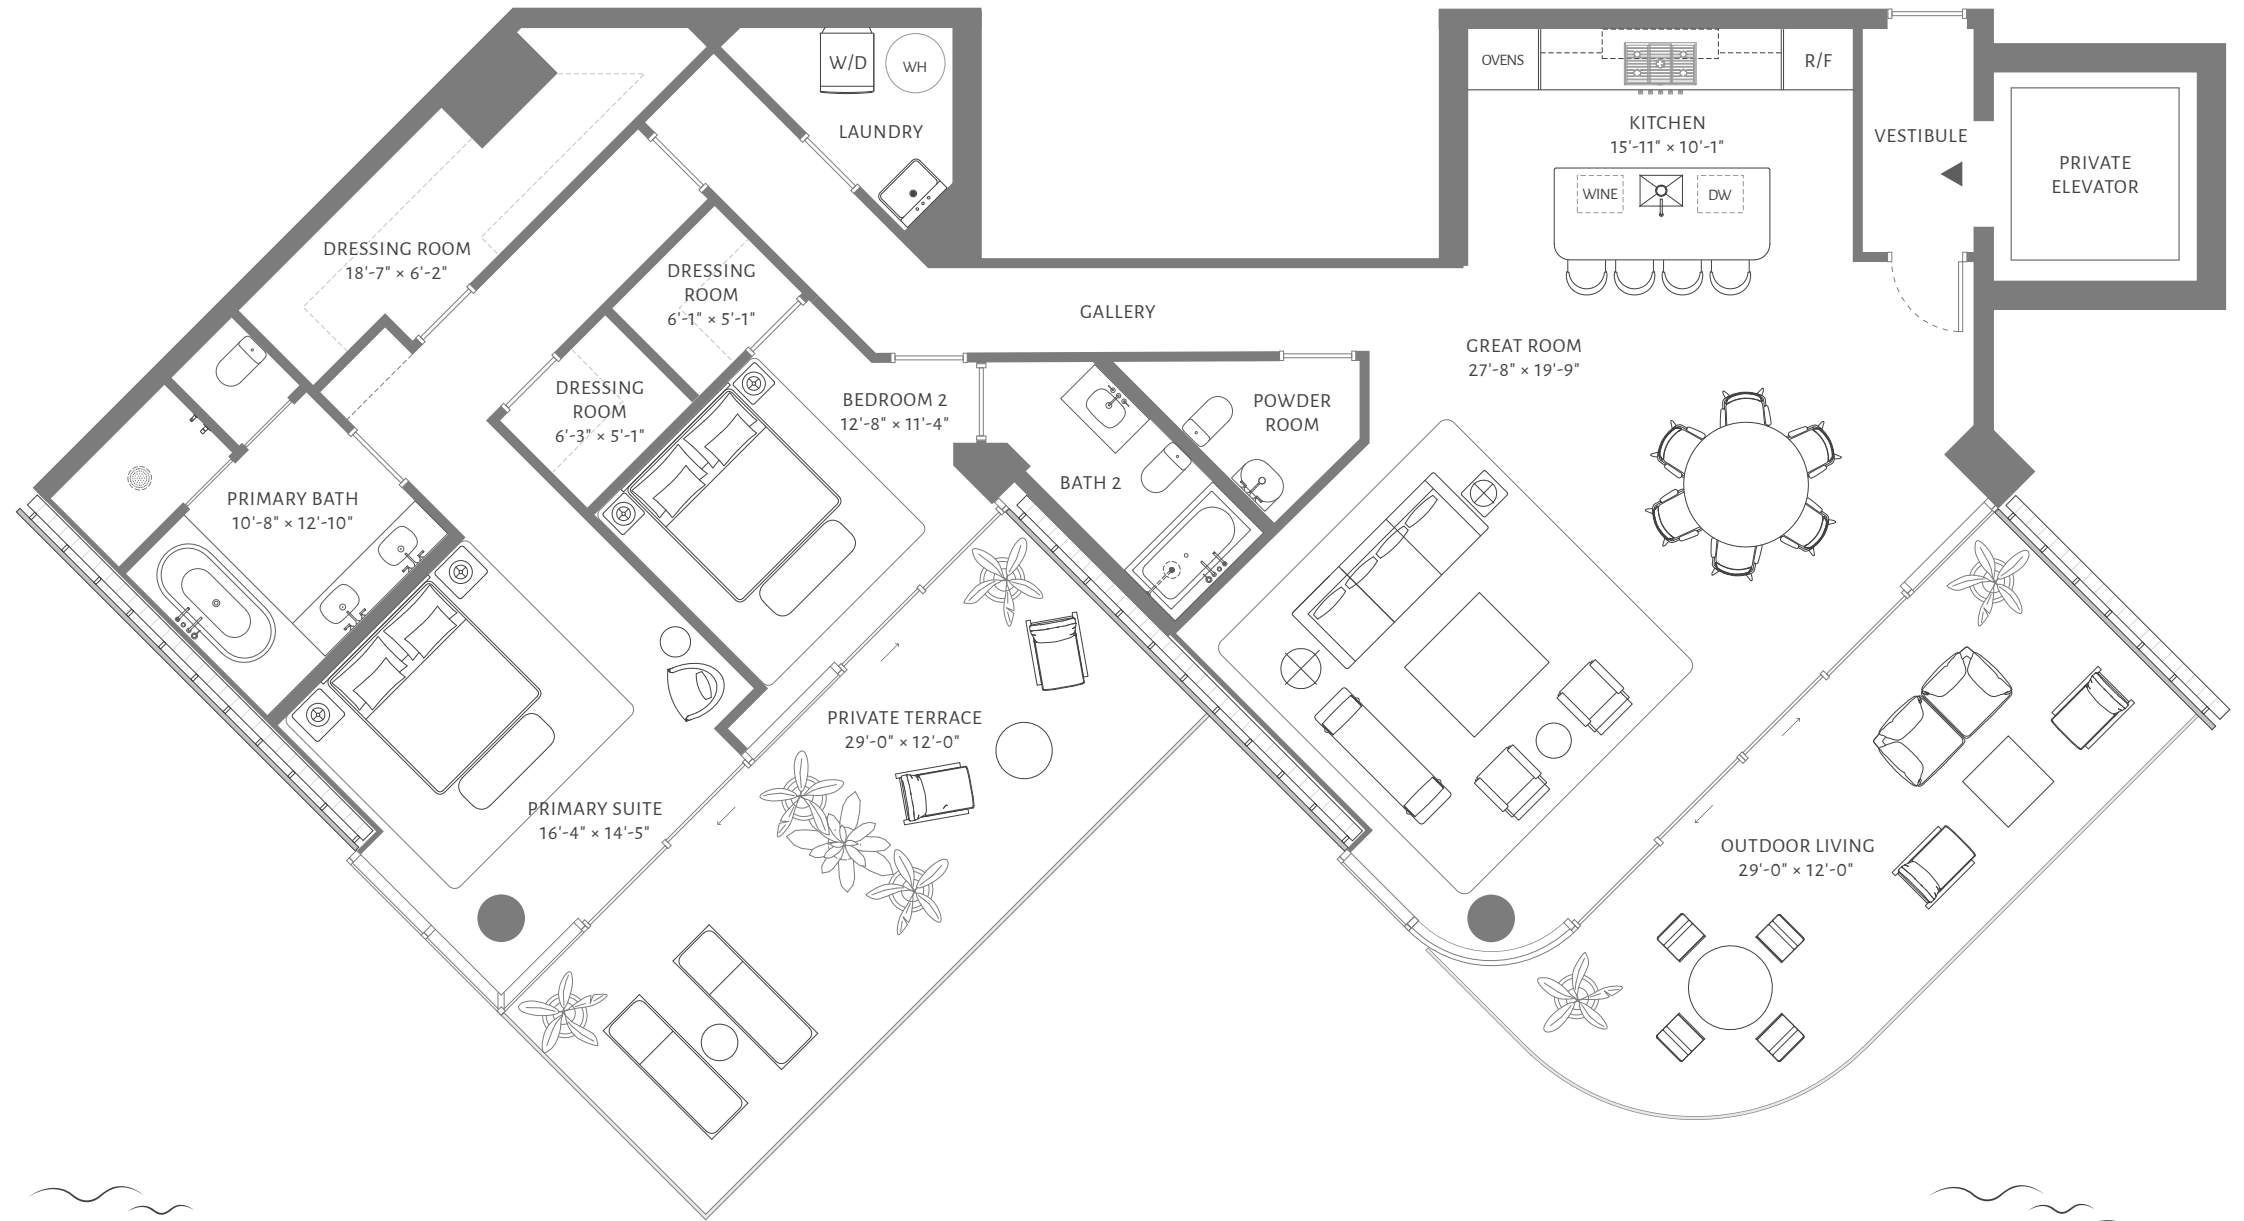 W/D
WH
LAUNDRY
OVENS
R/F
KITCHEN
15'-11" × 10'-1"
WINE
DW
VESTIBULE
PRIVATE
ELEVATOR
DRESSING ROOM
18'-7" × 6'-2"
DRESSING
ROOM
6'-1" × 5'-1"
GALLERY
GREAT ROOM
27'-8" × 19'-9"
DRESSING
ROOM
6'-3" × 5'-1"
BEDROOM 2
12'-8" × 11'-4"
POWDER
ROOM
BATH 2
PRIMARY BATH
10'-8" × 12'-10"
PRIVATE TERRACE
29'-0" × 12'-0"
PRIMARY SUITE
16'-4" × 14'-5"
OUTDOOR LIVING
29'-0" × 12'-0"